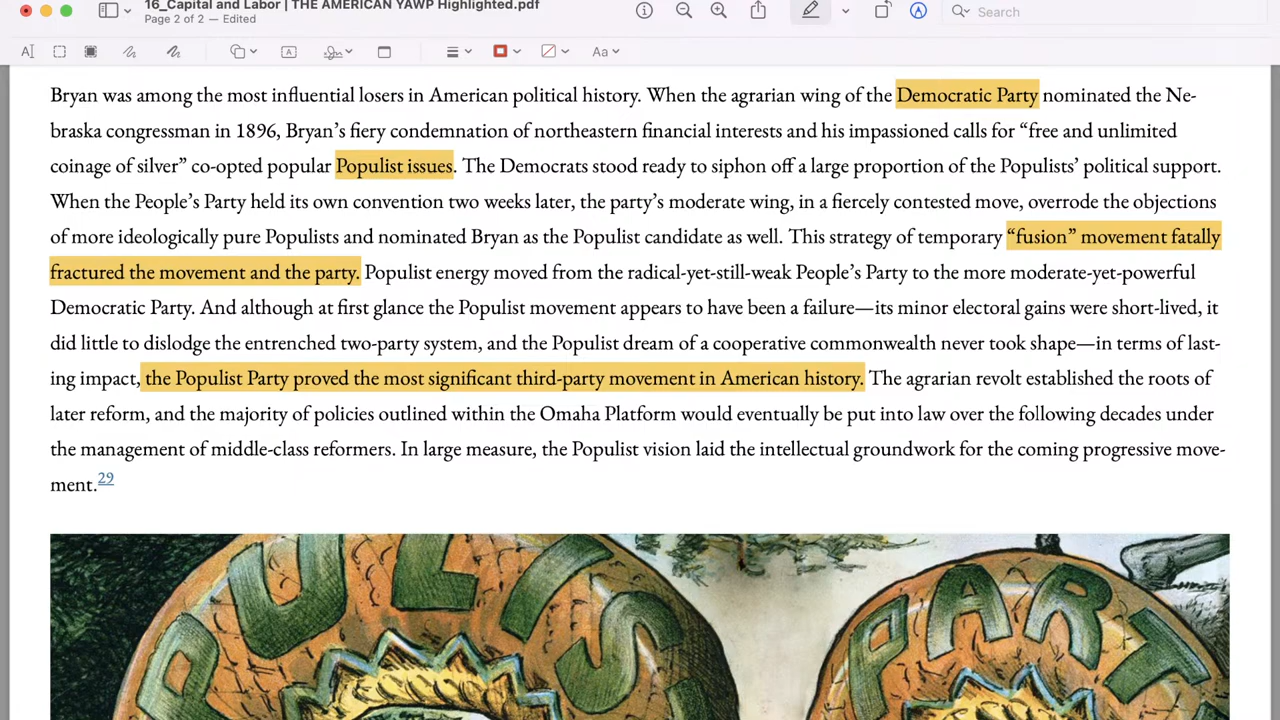 16_Capital and Labor | THE AMERICAN YAWP Highlighted.pdf
Page 2 of 2 — Edited
Search
Aa
Bryan was among the most influential losers in American political history. When the agrarian wing of the Democratic Party nominated the Ne-
braska congressman in 1896, Bryan’s fiery condemnation of northeastern financial interests and his impassioned calls for “free and unlimited
coinage of silver” co-opted popular Populist issues. The Democrats stood ready to siphon off a large proportion of the Populists’ political support.
When the People’s Party held its own convention two weeks later, the party’s moderate wing, in a fiercely contested move, overrode the objections
of more ideologically pure Populists and nominated Bryan as the Populist candidate as well. This strategy of temporary “fusion” movement fatally
fractured the movement and the party. Populist energy moved from the radical-yet-still-weak People’s Party to the more moderate-yet-powerful
Democratic Party. And although at first glance the Populist movement appears to have been a failure—its minor electoral gains were short-lived, it
did little to dislodge the entrenched two-party system, and the Populist dream of a cooperative commonwealth never took shape—in terms of last-
ing impact, the Populist Party proved the most significant third-party movement in American history. The agrarian revolt established the roots of
later reform, and the majority of policies outlined within the Omaha Platform would eventually be put into law over the following decades under
the management of middle-class reformers. In large measure, the Populist vision laid the intellectual groundwork for the coming progressive move-
ment.29
PULIS
PART